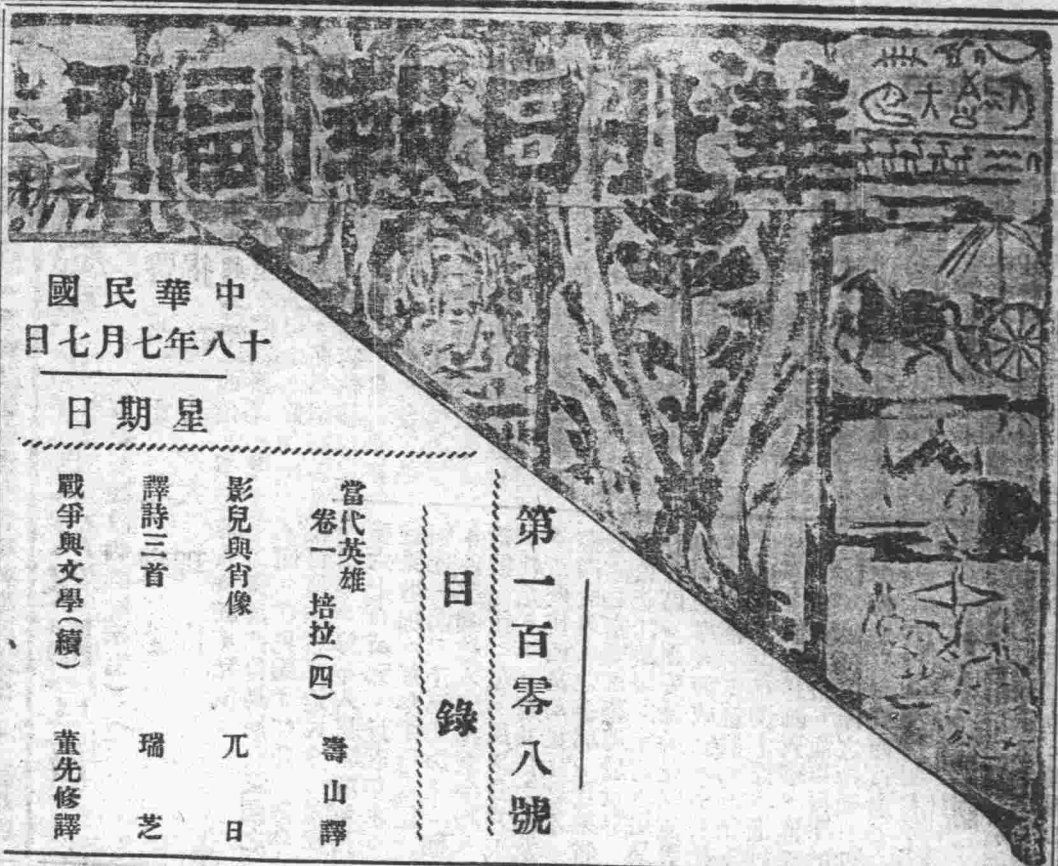 華北日報副刊
中華民國
十八年七月七日
星期日
第一百零八號
目錄
當代英雄
卷一 培拉(四) 壽山譯
影兒與肖像 兀日
譯詩三首 瑞芝
戰爭與文學(續) 董先修譯